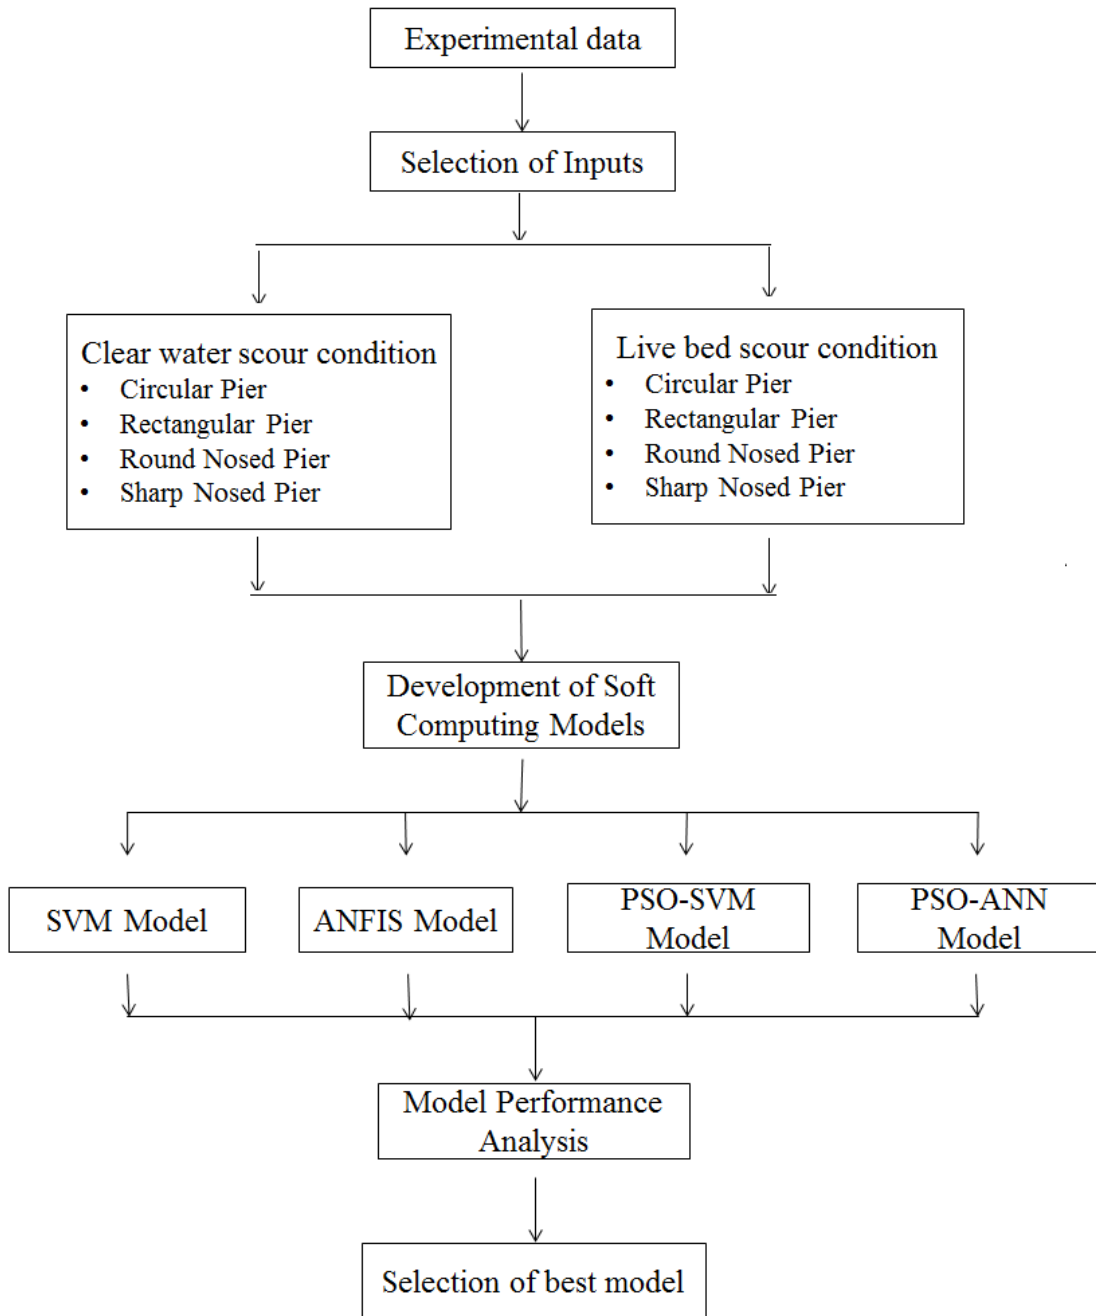 Experimental data
Selection of Inputs
Clear water scour condition
• Circular Pier
• Rectangular Pier
• Round Nosed Pier
• Sharp Nosed Pier
Live bed scour condition
• Circular Pier
• Rectangular Pier
• Round Nosed Pier
• Sharp Nosed Pier
Development of Soft
Computing Models
SVM Model
ANFIS Model
PSO-SVM
Model
PSO-ANN
Model
Model Performance
Analysis
Selection of best model